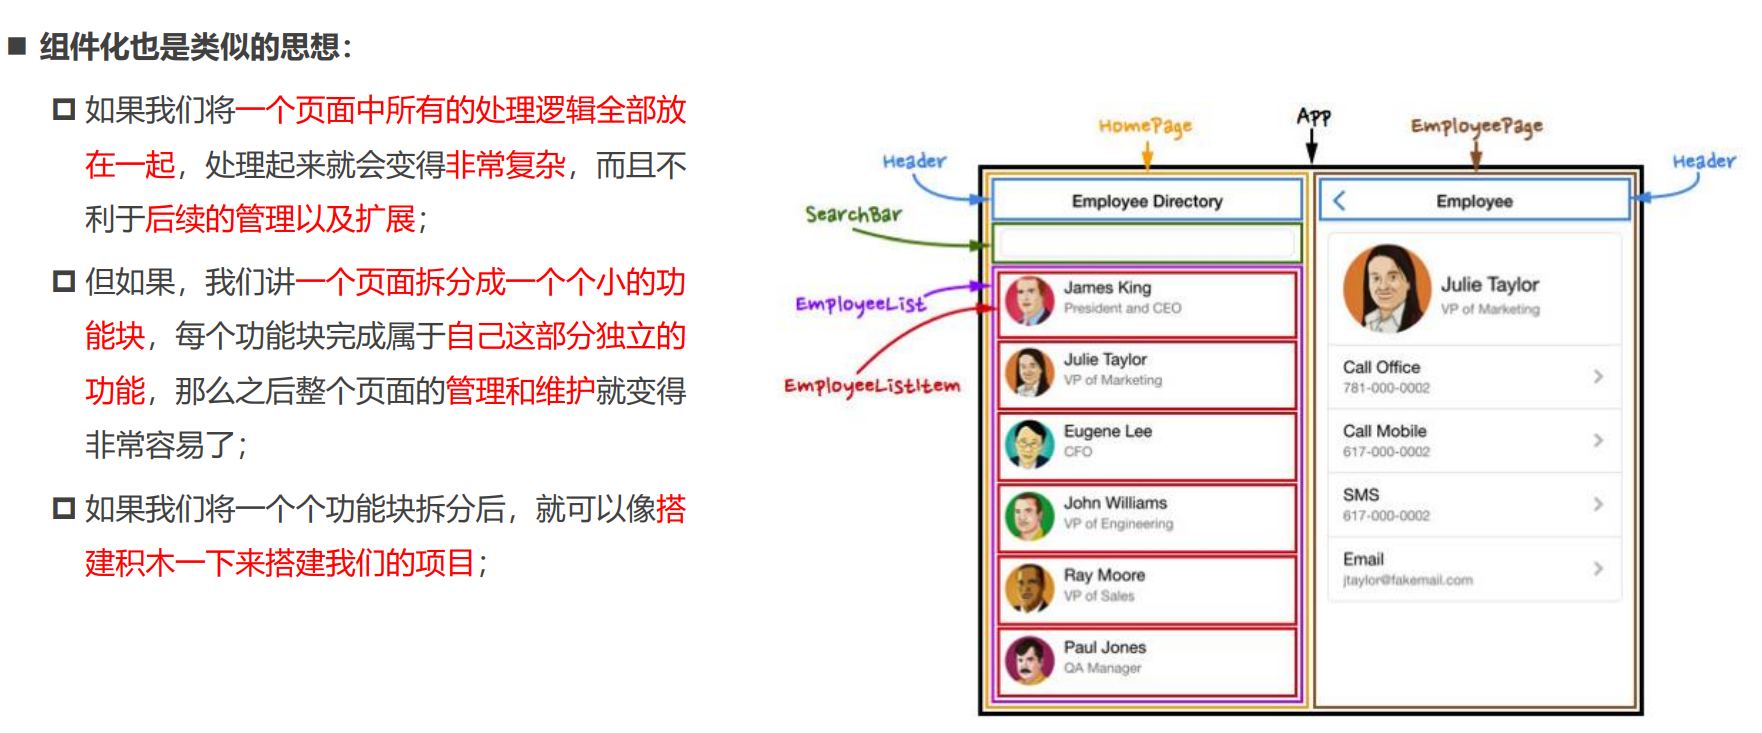 组件化也是类似的思想：
如果我们将一个页面中所有的处理逻辑全部放
在一起，处理起来就会变得非常复杂，而且不
利于后续的管理以及扩展；
但如果，我们讲一个页面拆分成一个个小的功
能块，每个功能块完成属于自己这部分独立的
功能，那么之后整个页面的管理和维护就变得
非常容易了；
如果我们将一个个功能块拆分后，就可以像搭
建积木一下来搭建我们的项目；
App
HomePage
EmployeePage
Header
Header
SearchBar
EmployeeList
EmployeeListItem
Employee Directory
James King
President and CEO
Julie Taylor
VP of Marketing
Eugene Lee
CFO
John Williams
VP of Engineering
Ray Moore
VP of Sales
Paul Jones
QA Manager
Employee
Julie Taylor
VP of Marketing
Call Office
781-000-0002
Call Mobile
617-000-0002
SMS
617-000-0002
Email
jtaylor@fakemail.com